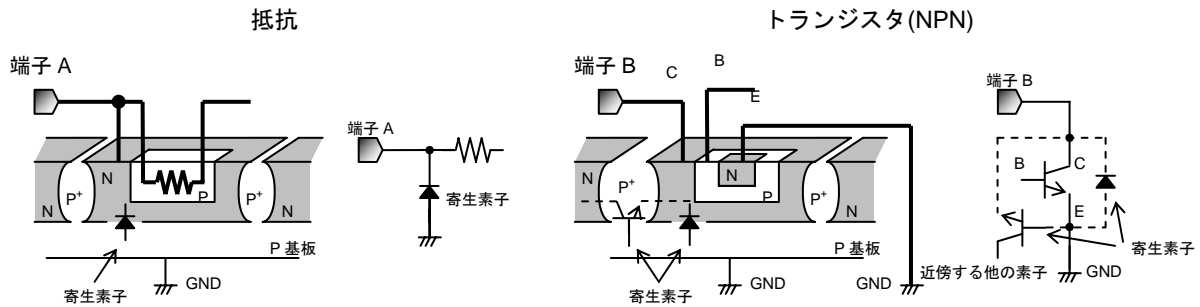 抵抗
トランジスタ(NPN)
端子 A
N
P+
N
P
P+
N
寄生素子
GND
P 基板
端子 A
寄生素子
端子 B
C
B
E
N
P+
N
P
P+
N
P 基板
GND
GND
寄生素子
端子 B
B
C
E
寄生素子
近傍する他の素子
GND